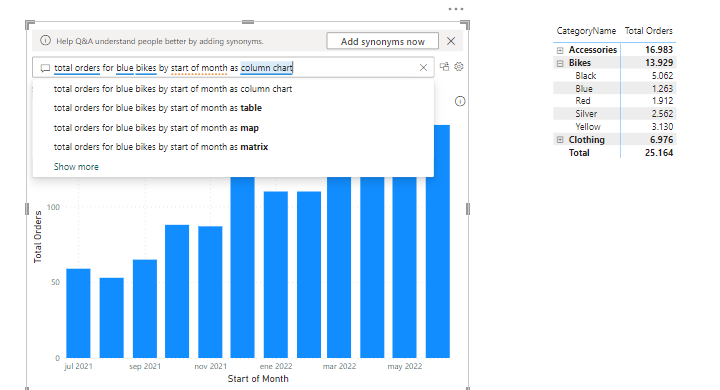 Help Q&A understand people better by adding synonyms.
Add synonyms now
total orders for blue bikes by start of month as column chart
total orders for blue bikes by start of month as column chart
total orders for blue bikes by start of month as table
total orders for blue bikes by start of month as map
total orders for blue bikes by start of month as matrix
Show more
100
50
0
Total Orders
jul 2021 sep 2021 nov 2021 ene 2022 mar 2022 may 2022
Start of Month
CategoryName Total Orders
Accessories 16.983
Bikes 13.929
Black 5.062
Blue 1.263
Red 1.912
Silver 2.562
Yellow 3.130
Clothing 6.976
Total 25.164